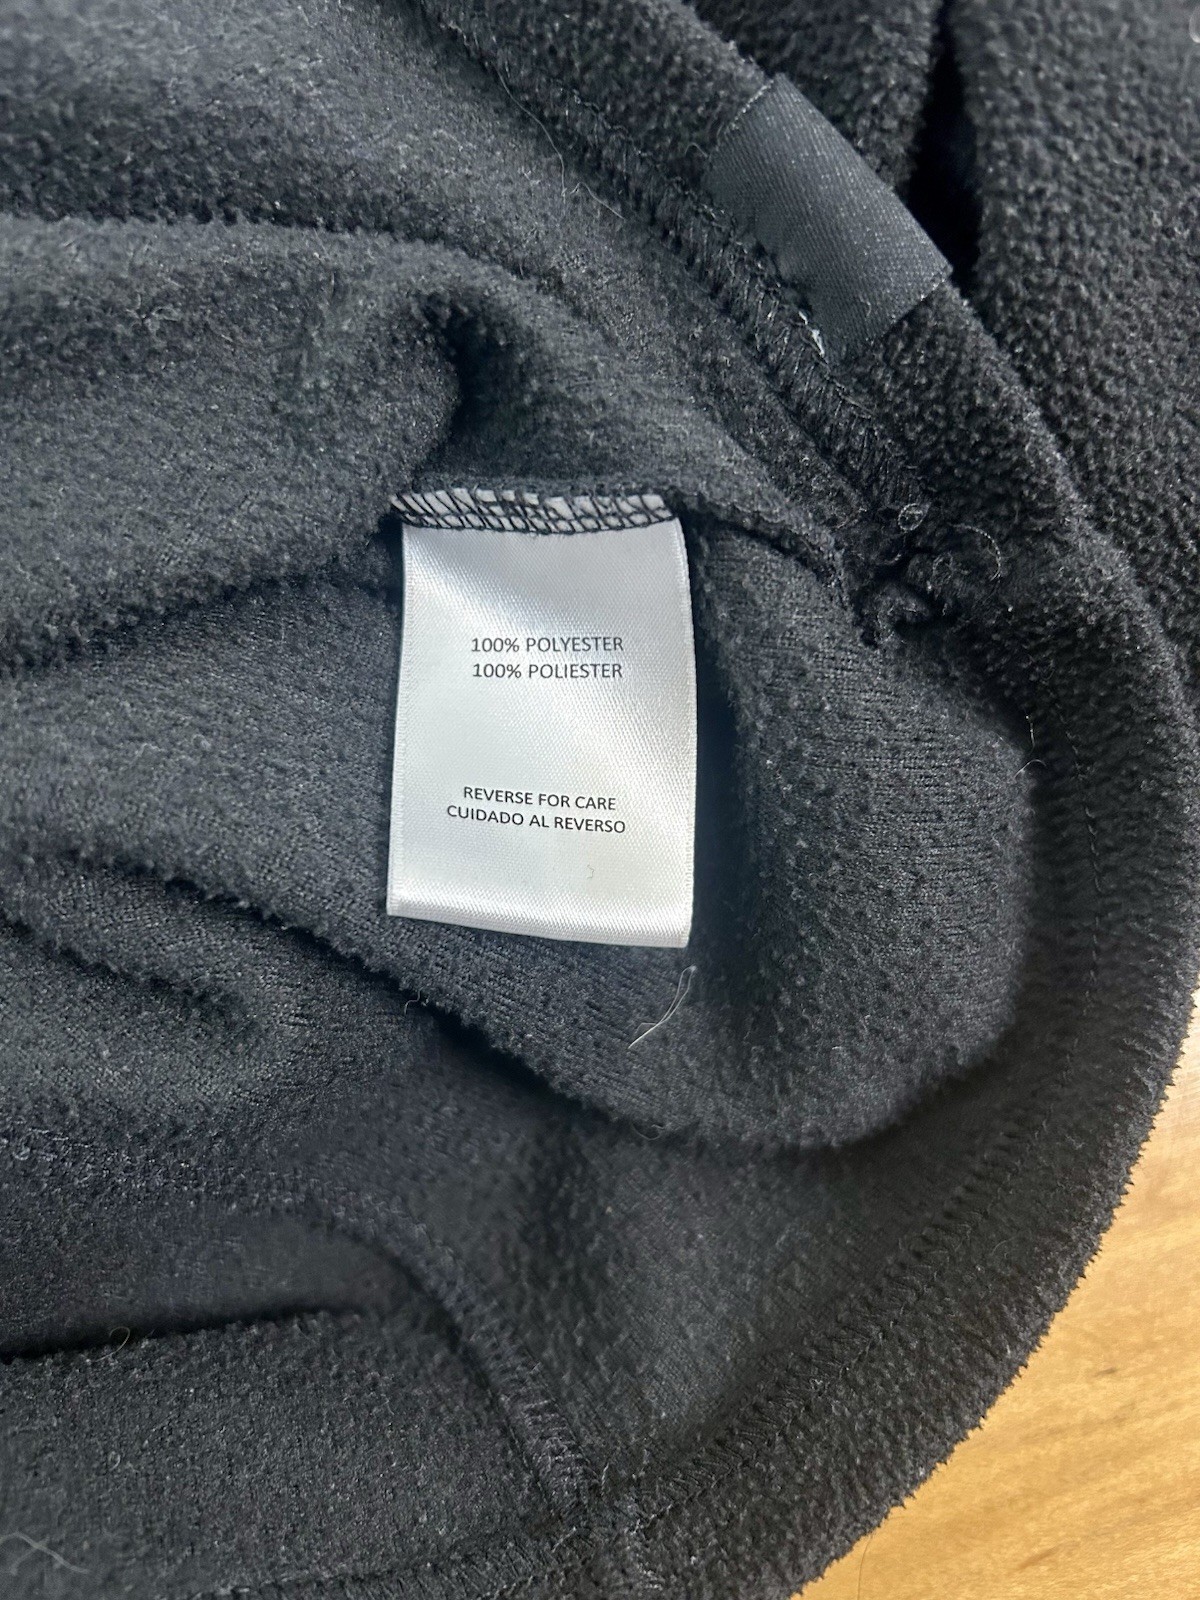 100% POLYESTER
100% POLIESTER
REVERSE FOR CARE
CUIDADO AL REVERSO